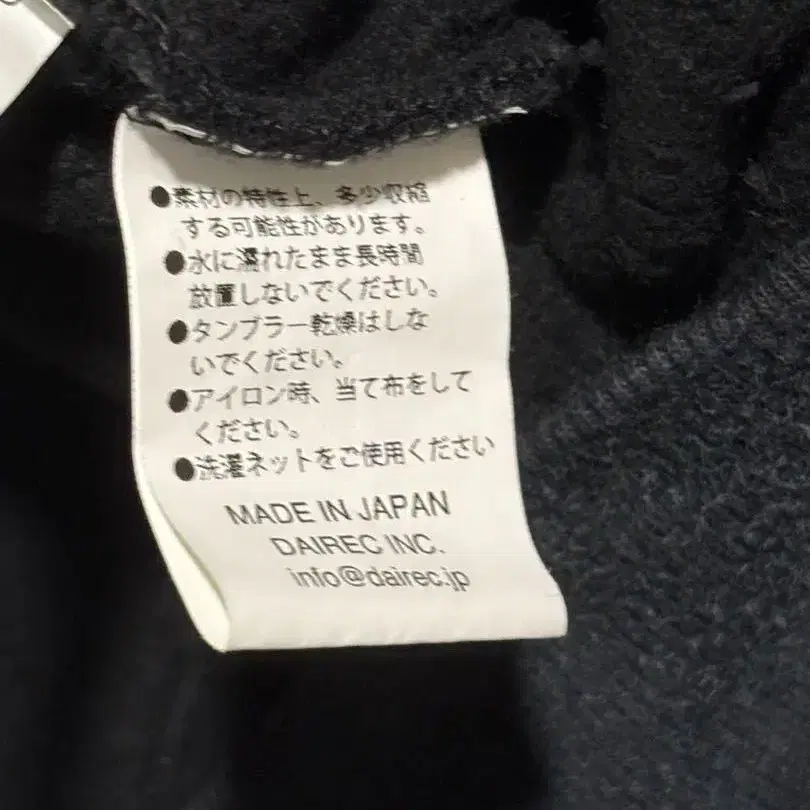 ●素材の特性上、多少収縮
する可能性があります。
●水に濡れたまま長時間
放置しないでください。
●タンブラー乾燥はしな
いでください。
●アイロン時、当て布をして
ください。
●洗濯ネットをご使用ください
MADE IN JAPAN
DAIREC INC.
info@dairec.jp